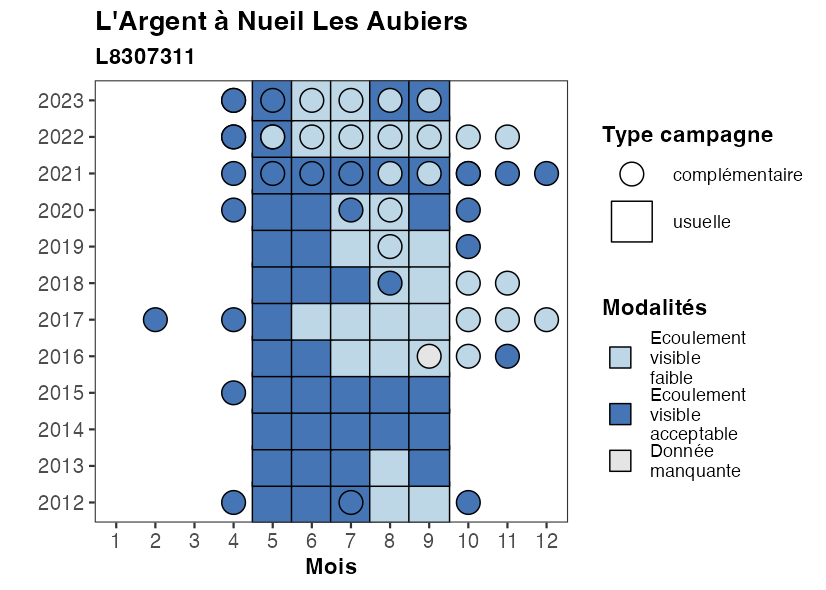 L'Argent à Nueil Les Aubiers
L8307311
2023
2022
2021
2020
2019
2018
2017
2016
2015
2014
2013
2012
1 2 3 4 5 6 7 8 9 10 11 12
Mois
Type campagne
complémentaire
usuelle
Modalités
Ecoulement
visible
faible
Ecoulement
visible
acceptable
Donnée
manquante